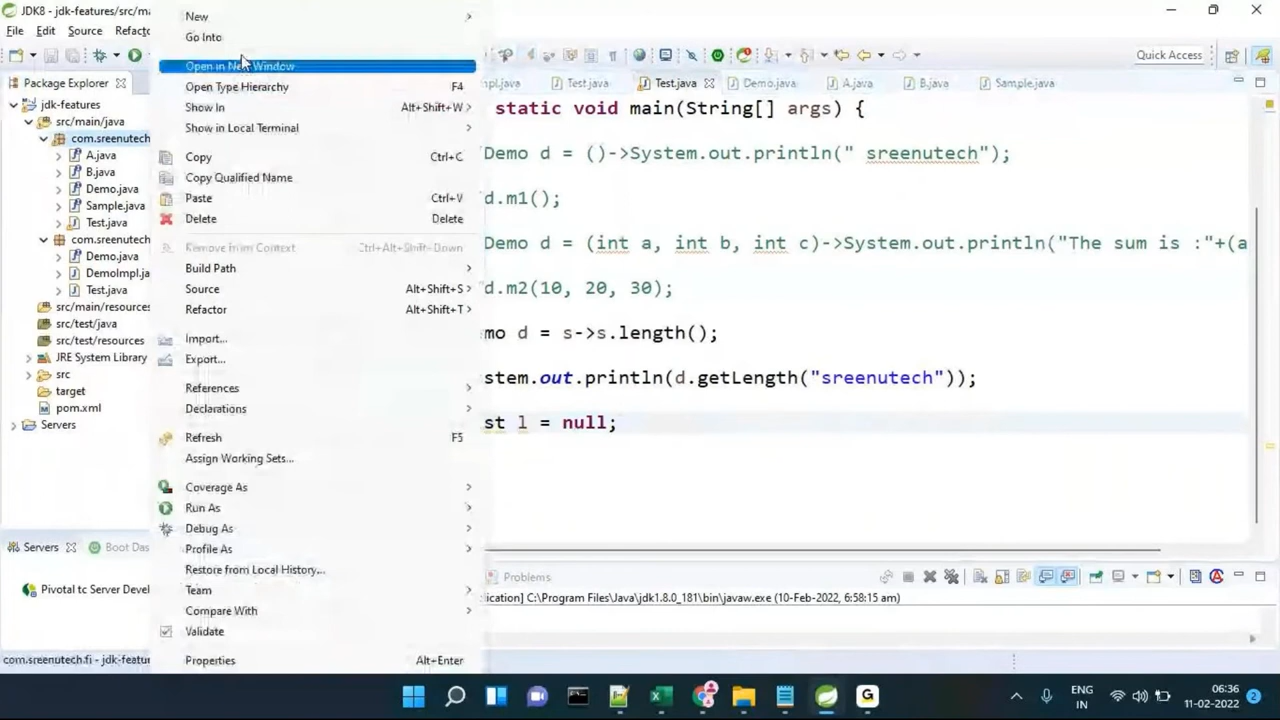 JDK8 - jdk-features/src/ma
File Edit Source Refacto
Quick Access
Package Explorer
jdk-features
src/main/java
com.sreenutech
A.java
B.java
Demo.java
Sample.java
Test.java
com.sreenutech
Demo.java
DemoImpl.ja
Test.java
src/main/resources
src/test/java
src/test/resources
JRE System Library
src
target
pom.xml
Servers
New
Go Into
Open in New Window
Open Type Hierarchy F4
Show In Alt+Shift+W
Show in Local Terminal
Copy Ctrl+C
Copy Qualified Name
Paste Ctrl+V
Delete Delete
Remove from Context Ctrl+Alt+Shift+Down
Build Path
Source Alt+Shift+S
Refactor Alt+Shift+T
Import...
Export...
References
Declarations
Refresh F5
Assign Working Sets...
Coverage As
Run As
Debug As
Profile As
Restore from Local History...
Team
Compare With
Validate
Properties Alt+Enter
mpl.java Test.java Test.java Demo.java A.java B.java Sample.java
static void main(String[] args) {
Demo d = ()->System.out.println(" sreenutech");
d.m1();
Demo d = (int a, int b, int c)->System.out.println("The sum is :"+(a
d.m2(10, 20, 30);
mo d = s->s.length();
stem.out.println(d.getLength("sreenutech"));
st l = null;
Servers Boot Das
Pivotal tc Server Devel
Problems
ication] C:\Program Files\Java\jdk1.8.0_181\bin\javaw.exe (10-Feb-2022, 6:58:15 am)
com.sreenutech.fi - jdk-featur
ENG
IN
06:36
11-02-2022
2